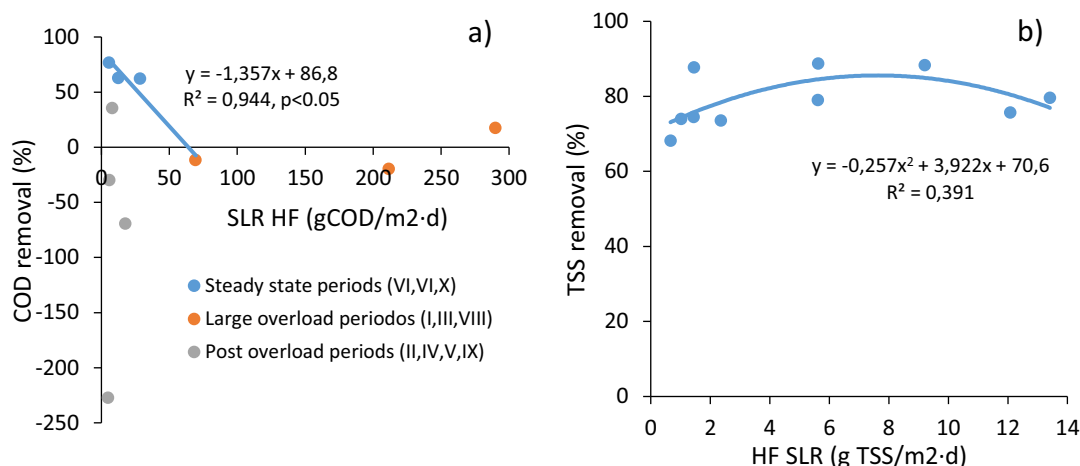 a)
COD removal (%)
100
50
0
-50
-100
-150
-200
-250
y = -1,357x + 86,8
R² = 0,944, p<0.05
0
50
100
150
200
250
300
SLR HF (gCOD/m2·d)
Steady state periods (VI,VI,X)
Large overload periodos (I,III,VIII)
Post overload periods (II,IV,V,IX)
b)
TSS removal (%)
100
80
60
40
20
0
y = -0,257x² + 3,922x + 70,6
R² = 0,391
0
2
4
6
8
10
12
14
HF SLR (g TSS/m2·d)